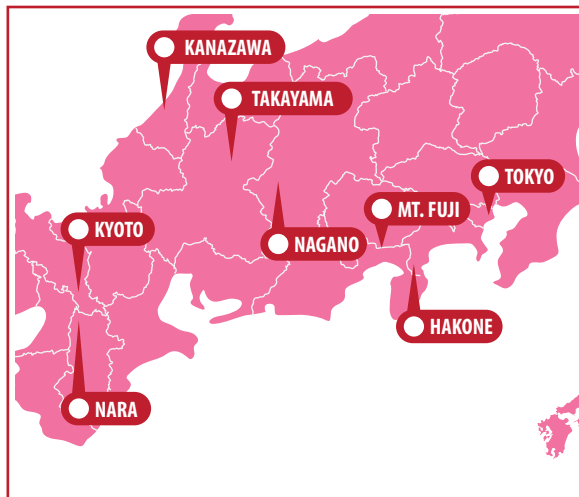 KANAZAWA
TAKAYAMA
TOKYO
MT. FUJI
KYOTO
NAGANO
HAKONE
NARA